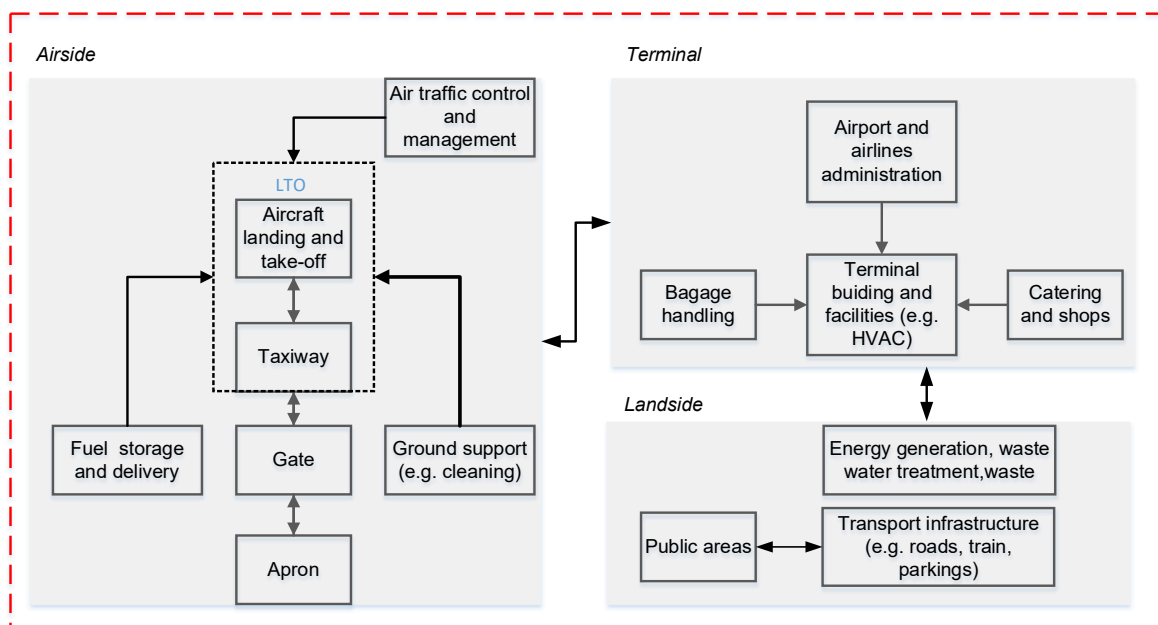 Airside
Air traffic control
and
management
LTO
Aircraft
landing and
take-off
Taxiway
Fuel  storage
and delivery
Gate
Ground support
(e.g. cleaning)
Apron
Terminal
Airport and
airlines
administration
Bagage
handling
Terminal
buiding and
facilities (e.g.
HVAC)
Catering
and shops
Landside
Energy generation, waste
water treatment,waste
Public areas
Transport infrastructure
(e.g. roads, train,
parkings)